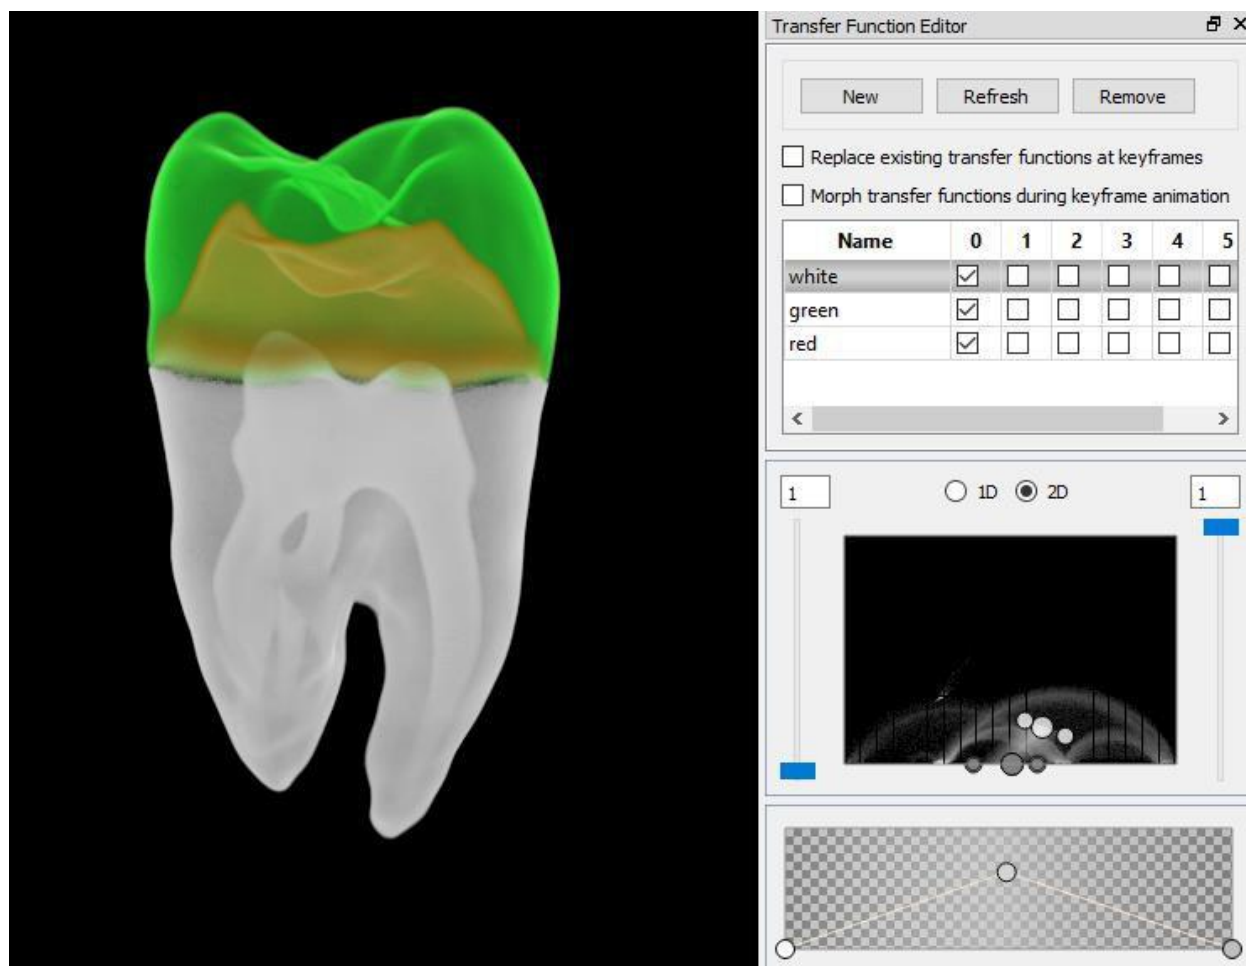 Transfer Function Editor
New Refresh Remove
Replace existing transfer functions at keyframes
Morph transfer functions during keyframe animation
Name 0 1 2 3 4 5
white
green
red
1 1D 2D 1